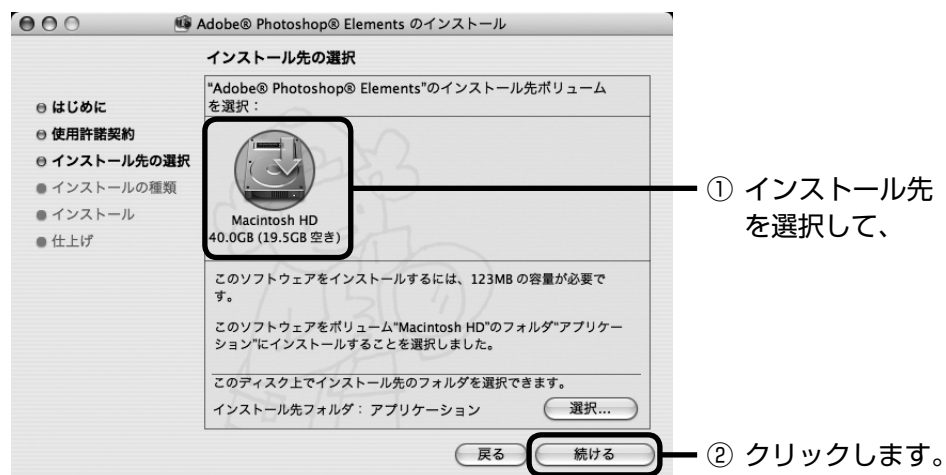 Adobe® Photoshop® Elements のインストール
インストール先の選択
はじめに
使用許諾契約
インストール先の選択
インストールの種類
インストール
仕上げ
"Adobe® Photoshop® Elements"のインストール先ボリューム
を選択：
Macintosh HD
40.0GB (19.5GB 空き)
このソフトウェアをインストールするには、123MB の容量が必要で
す。
このソフトウェアをボリューム"Macintosh HD"のフォルダ"アプリケー
ション"にインストールすることを選択しました。
このディスク上でインストール先のフォルダを選択できます。
インストール先フォルダ： アプリケーション
選択...
戻る
続ける
① インストール先
を選択して、
② クリックします。